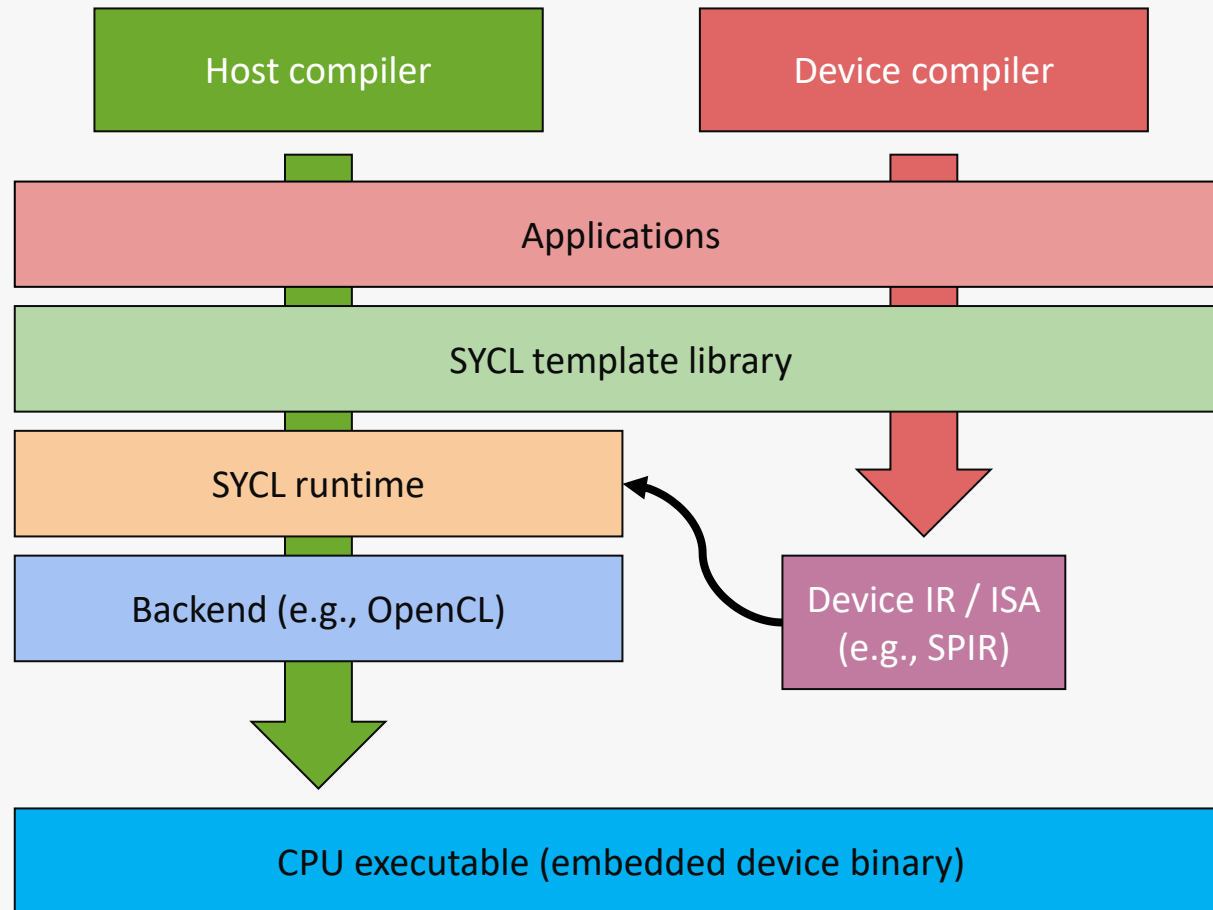 Host compiler
Device compiler
Applications
SYCL template library
SYCL runtime
Backend (e.g., OpenCL)
Device IR / ISA
(e.g., SPIR)
CPU executable (embedded device binary)